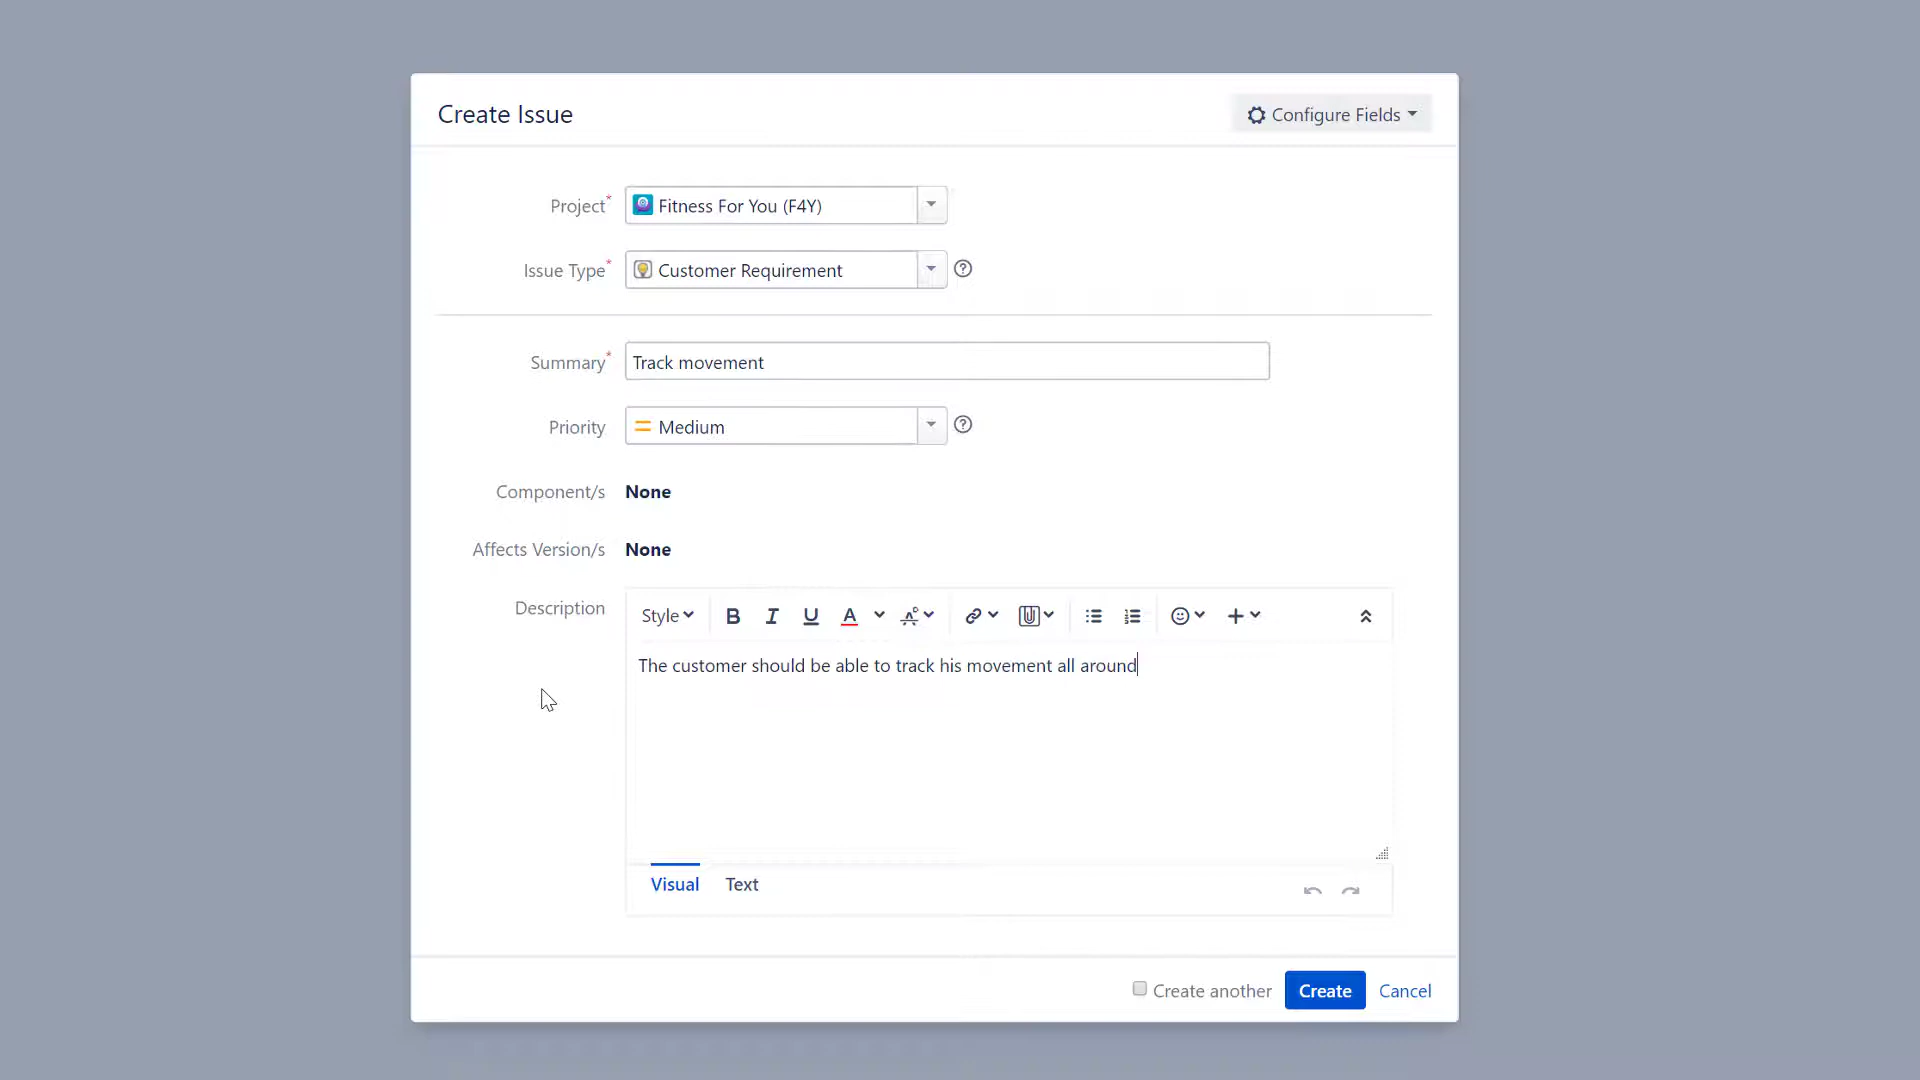 Create Issue
Configure Fields
Project* Fitness For You (F4Y)
Issue Type* Customer Requirement
Summary* Track movement
Priority Medium
Component/s None
Affects Version/s None
Description
Style B I U A
The customer should be able to track his movement all around
Visual Text
Create another Create Cancel